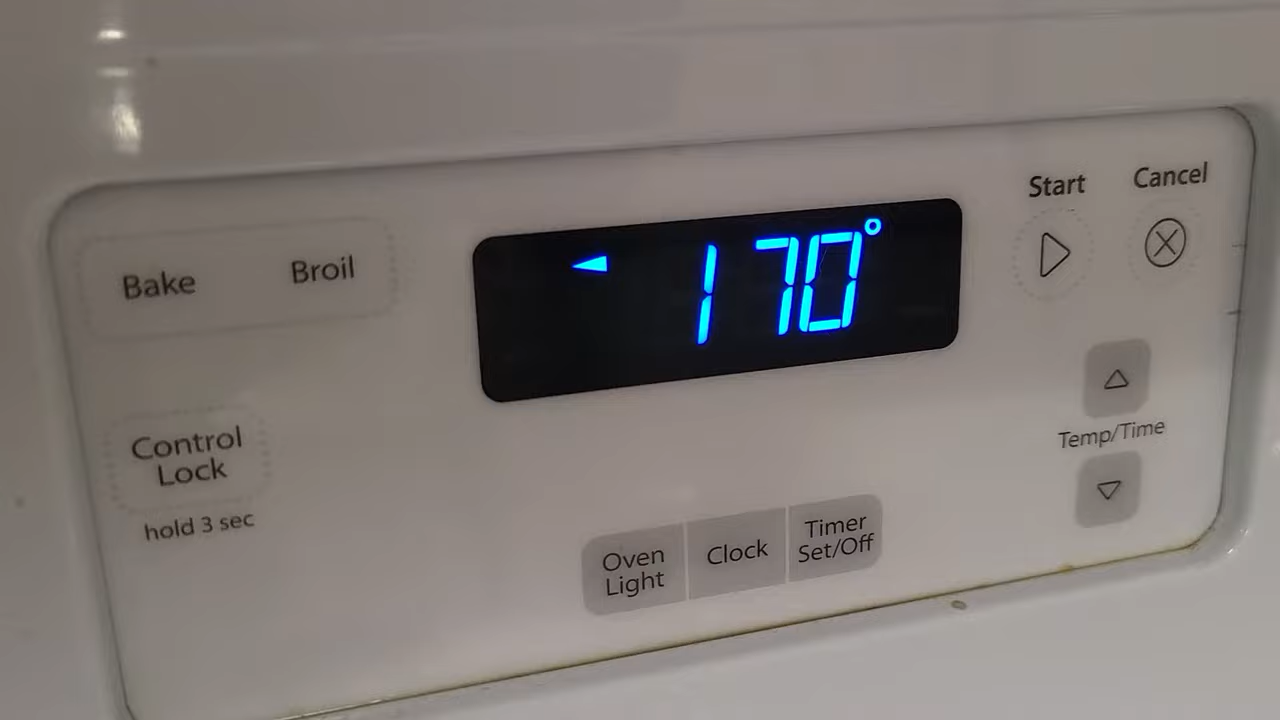 Start
Cancel
Bake
Broil
170°
Control
Lock
hold 3 sec
Temp/Time
Oven
Light
Clock
Timer
Set/Off